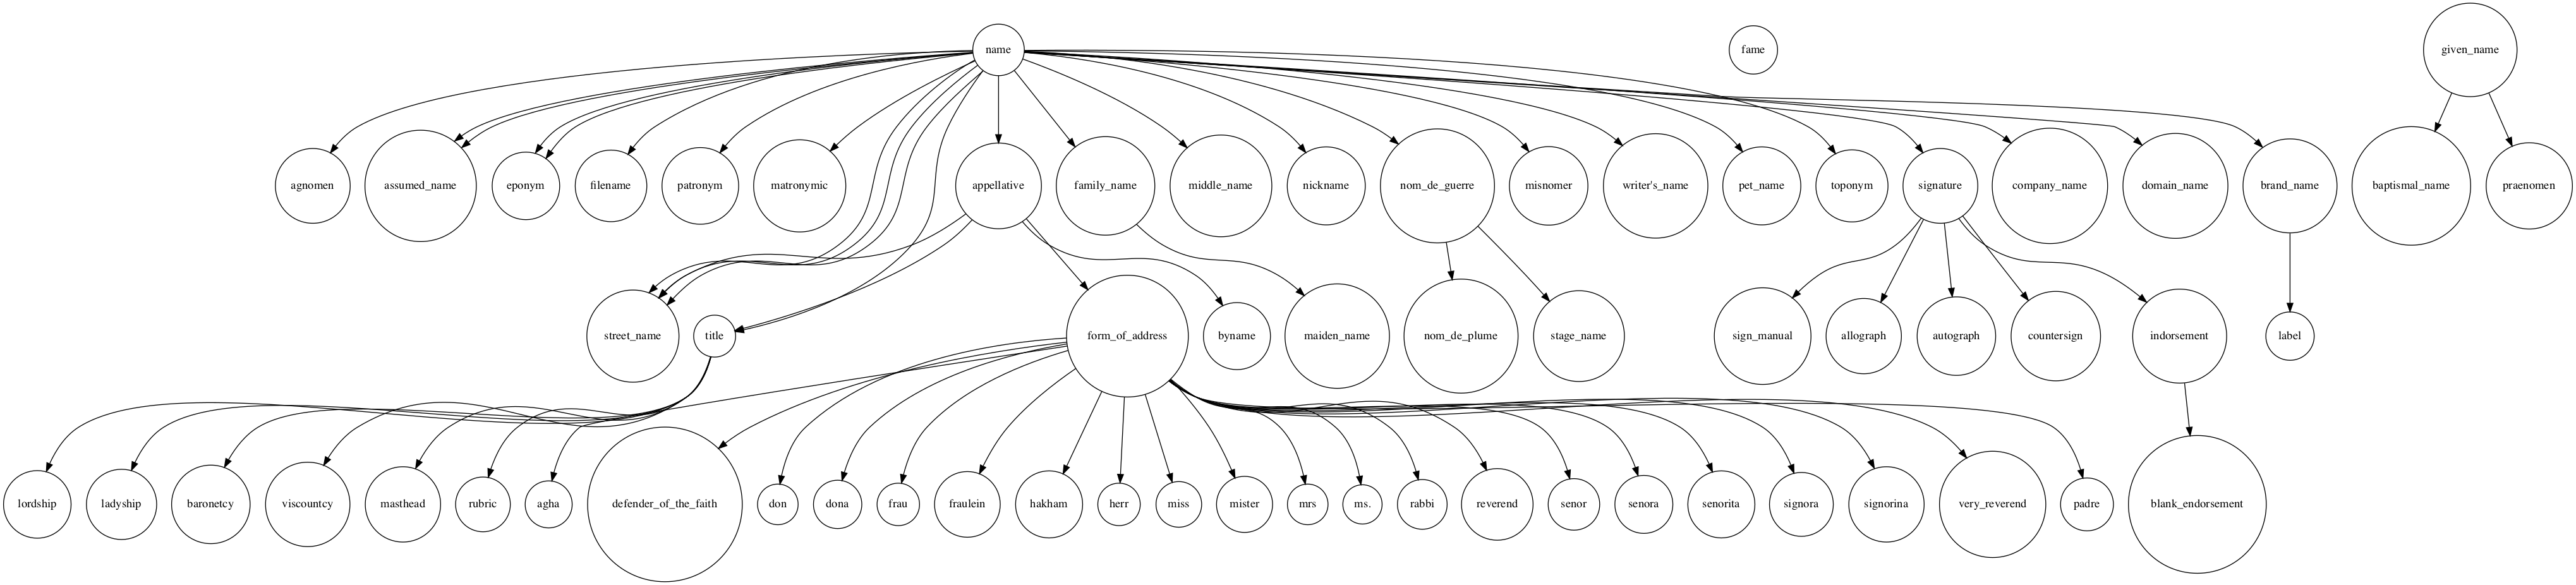 name
fame
given_name
agnomen
assumed_name
eponym
filename
patronym
matronymic
appellative
family_name
middle_name
nickname
nom_de_guerre
misnomer
writer's_name
pet_name
toponym
signature
company_name
domain_name
brand_name
baptismal_name
praenomen
street_name
title
form_of_address
byname
maiden_name
nom_de_plume
stage_name
sign_manual
allograph
autograph
countersign
indorsement
label
lordship
ladyship
baronetcy
viscountcy
masthead
rubric
agha
defender_of_the_faith
don
dona
frau
fraulein
hakham
herr
miss
mister
mrs
ms.
rabbi
reverend
senor
senora
senorita
signora
signorina
very_reverend
padre
blank_endorsement